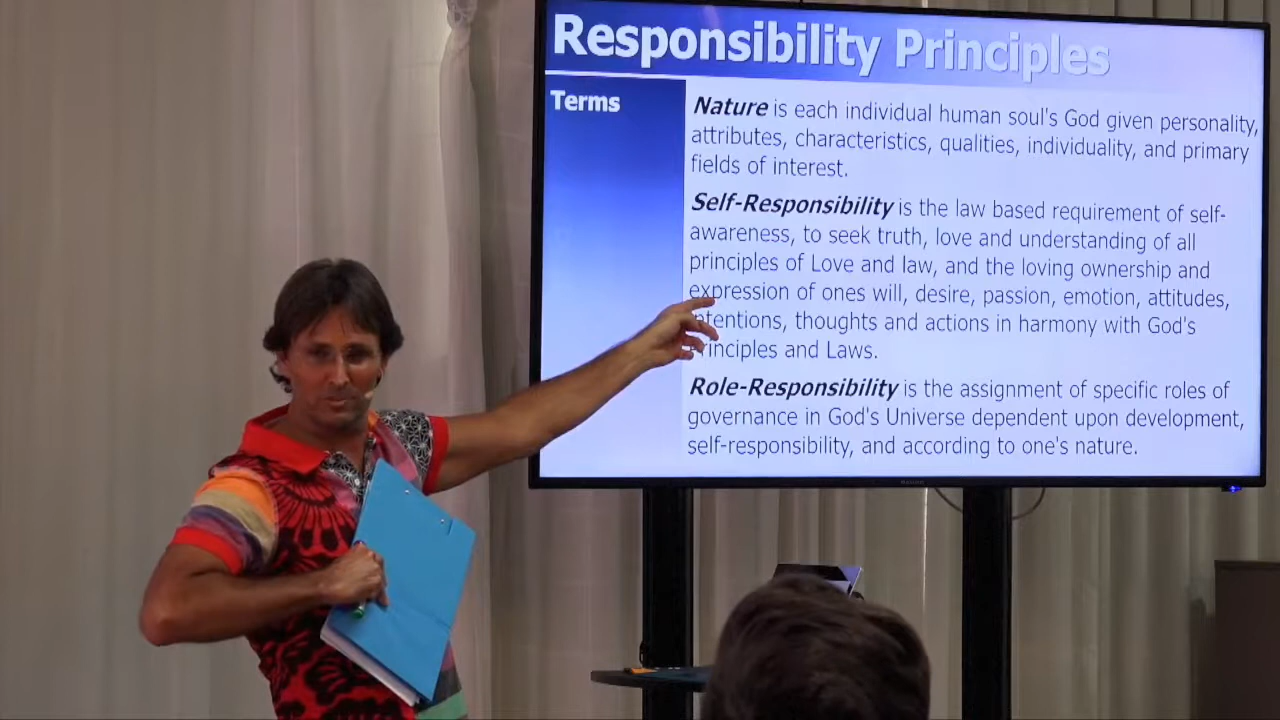 Responsibility Principles
Terms
Nature is each individual human soul's God given personality,
attributes, characteristics, qualities, individuality, and primary
fields of interest.
Self-Responsibility is the law based requirement of self-
awareness, to seek truth, love and understanding of all
principles of Love and law, and the loving ownership and
expression of ones will, desire, passion, emotion, attitudes,
intentions, thoughts and actions in harmony with God's
Principles and Laws.
Role-Responsibility is the assignment of specific roles of
governance in God's Universe dependent upon development,
self-responsibility, and according to one's nature.